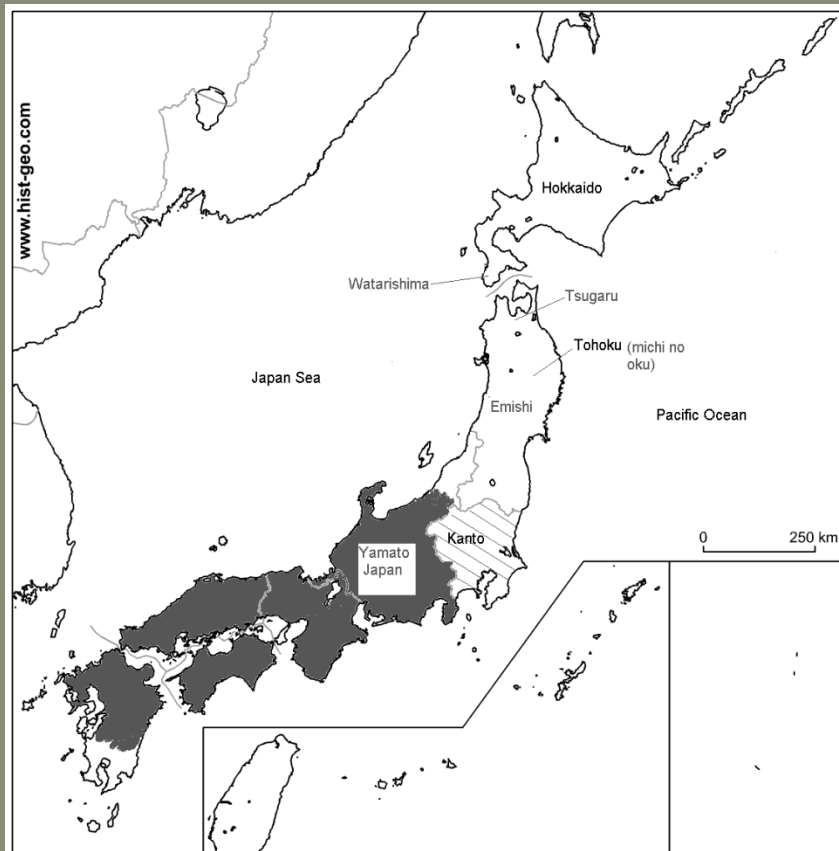 www.hist-geo.com
Hokkaido
Watarishima
Tsugaru
Tohoku (michi no
oku)
Japan Sea
Emishi
Pacific Ocean
Kanto
Yamato
Japan
0 250 km